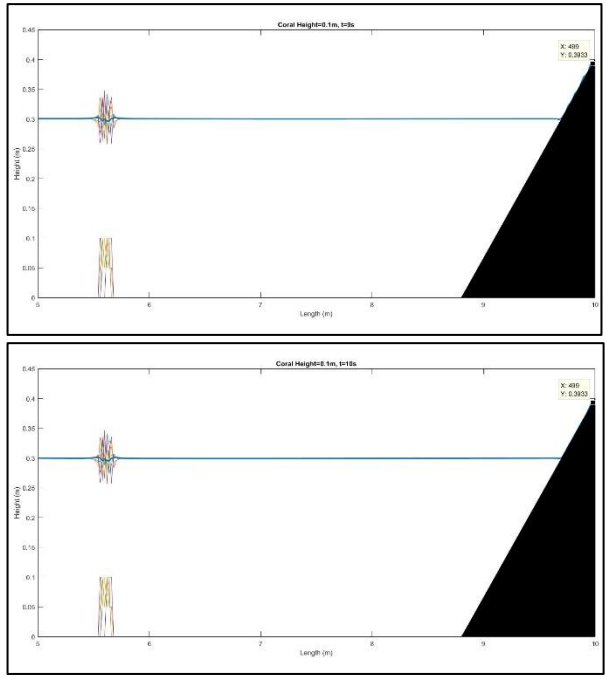 Coral Height=0.1m, t=9s
X: 499
Y: 0.3933
0.45
0.4
0.35
0.3
0.25
0.2
0.15
0.1
0.05
0
Height (m)
5 6 7 8 9 10
Length (m)
Coral Height=0.1m, t=10s
X: 499
Y: 0.3933
0.45
0.4
0.35
0.3
0.25
0.2
0.15
0.1
0.05
0
Height (m)
5 6 7 8 9 10
Length (m)